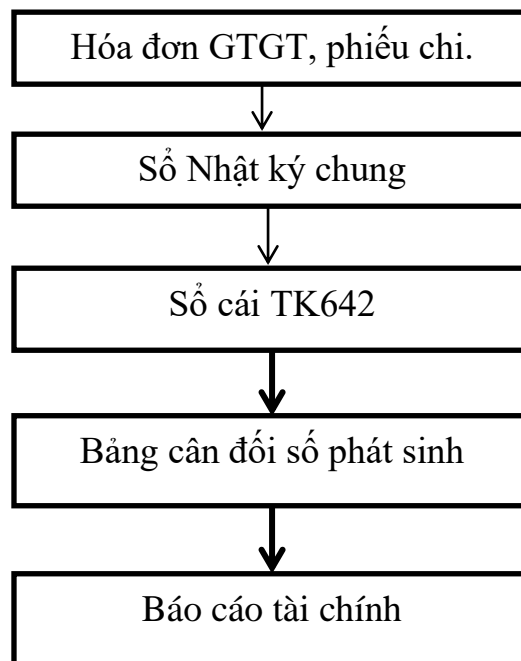 Hóa đơn GTGT, phiếu chi.
Sổ Nhật ký chung
Sổ cái TK642
Bảng cân đối số phát sinh
Báo cáo tài chính